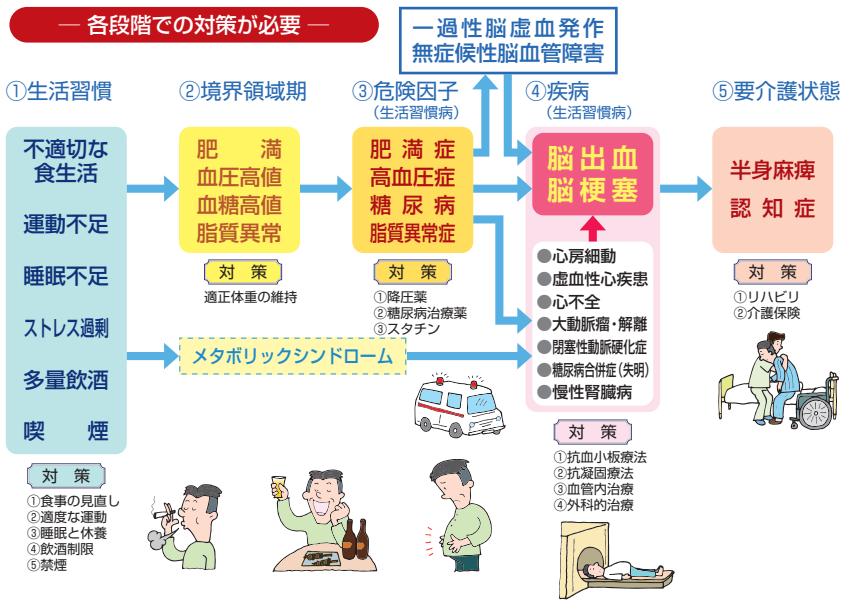 ― 各段階での対策が必要 ―
一過性脳虚血発作
無症候性脳血管障害
①生活習慣
不適切な
食生活
運動不足
睡眠不足
ストレス過剰
多量飲酒
喫 煙
対 策
①食事の見直し
②適度な運動
③睡眠と休養
④飲酒制限
⑤禁煙
②境界領域期
肥 満
血圧高値
血糖高値
脂質異常
対 策
適正体重の維持
メタボリックシンドローム
③危険因子
（生活習慣病）
肥満症
高血圧症
糖尿病
脂質異常症
対 策
①降圧薬
②糖尿病治療薬
③スタチン
④疾病
（生活習慣病）
脳出血
脳梗塞
●心房細動
●虚血性心疾患
●心不全
●大動脈瘤・解離
●閉塞性動脈硬化症
●糖尿病合併症（失明）
●慢性腎臓病
対 策
①抗血小板療法
②抗凝固療法
③血管内治療
④外科的治療
⑤要介護状態
半身麻痺
認知症
対 策
①リハビリ
②介護保険